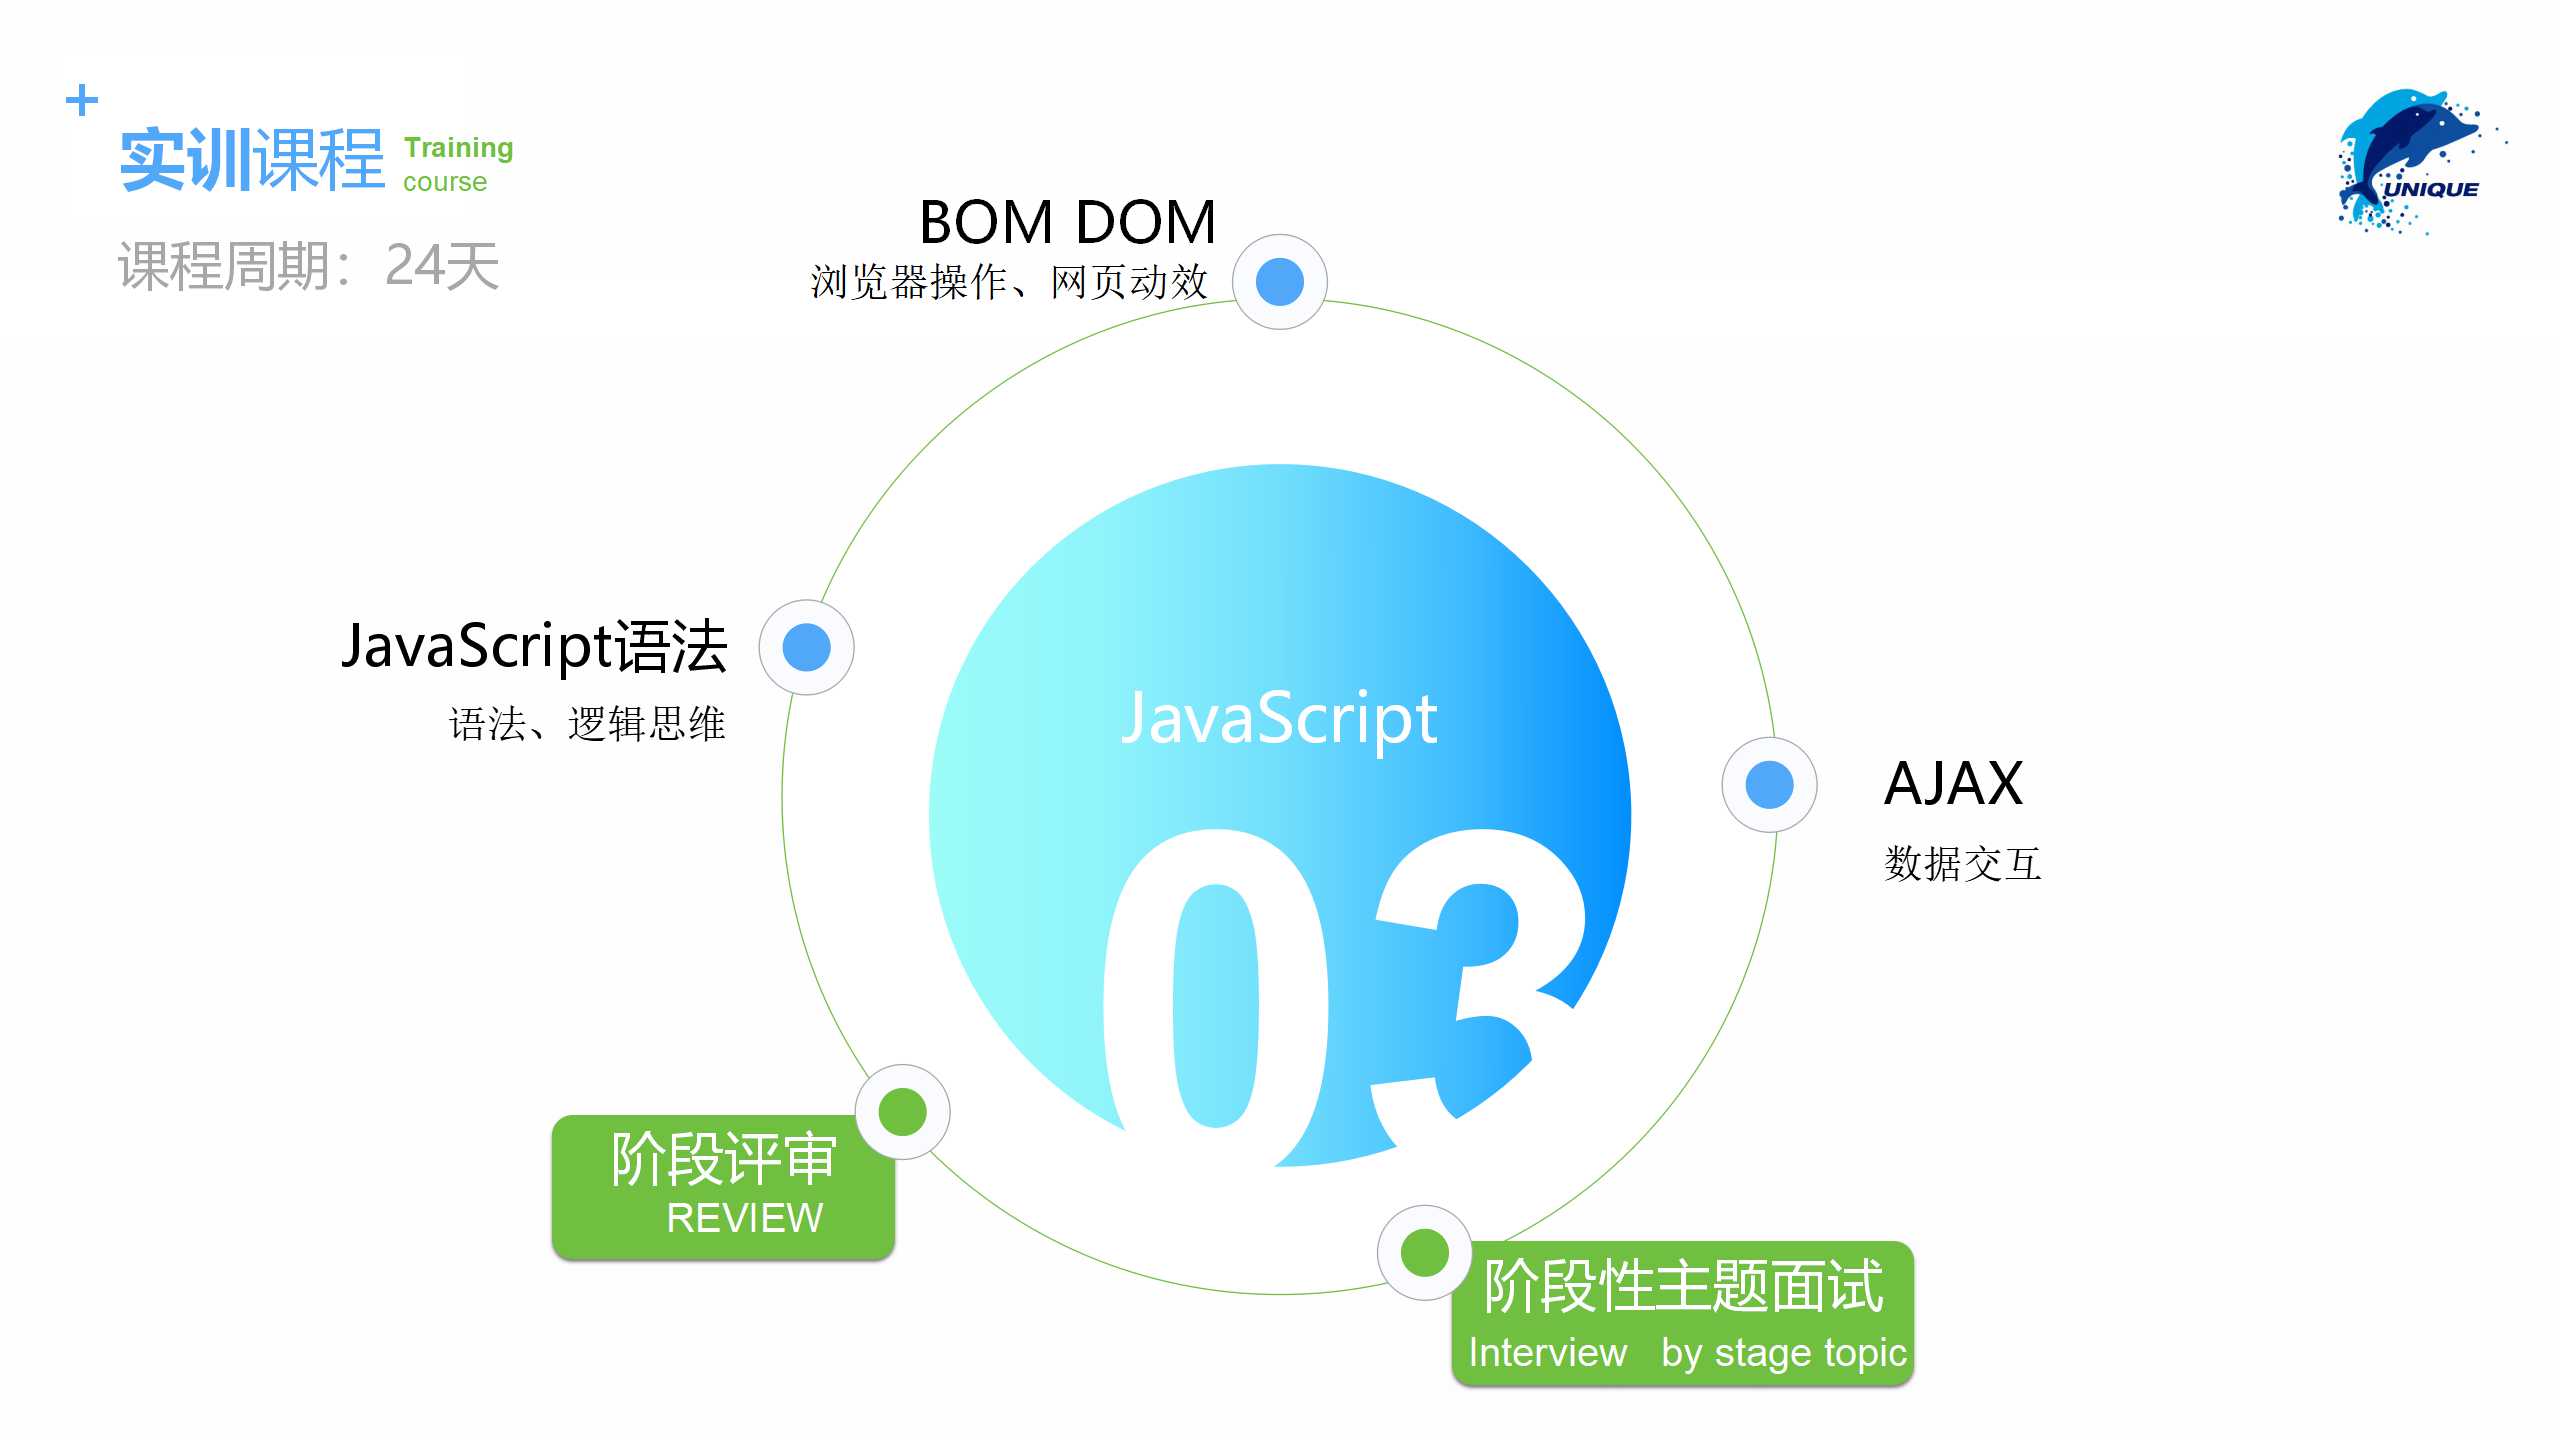 +
实训课程
Training
course
课程周期：24天
UNIQUE
BOM DOM
浏览器操作、网页动效
JavaScript语法
语法、逻辑思维
JavaScript
03
AJAX
数据交互
阶段评审
REVIEW
阶段性主题面试
Interview   by stage topic